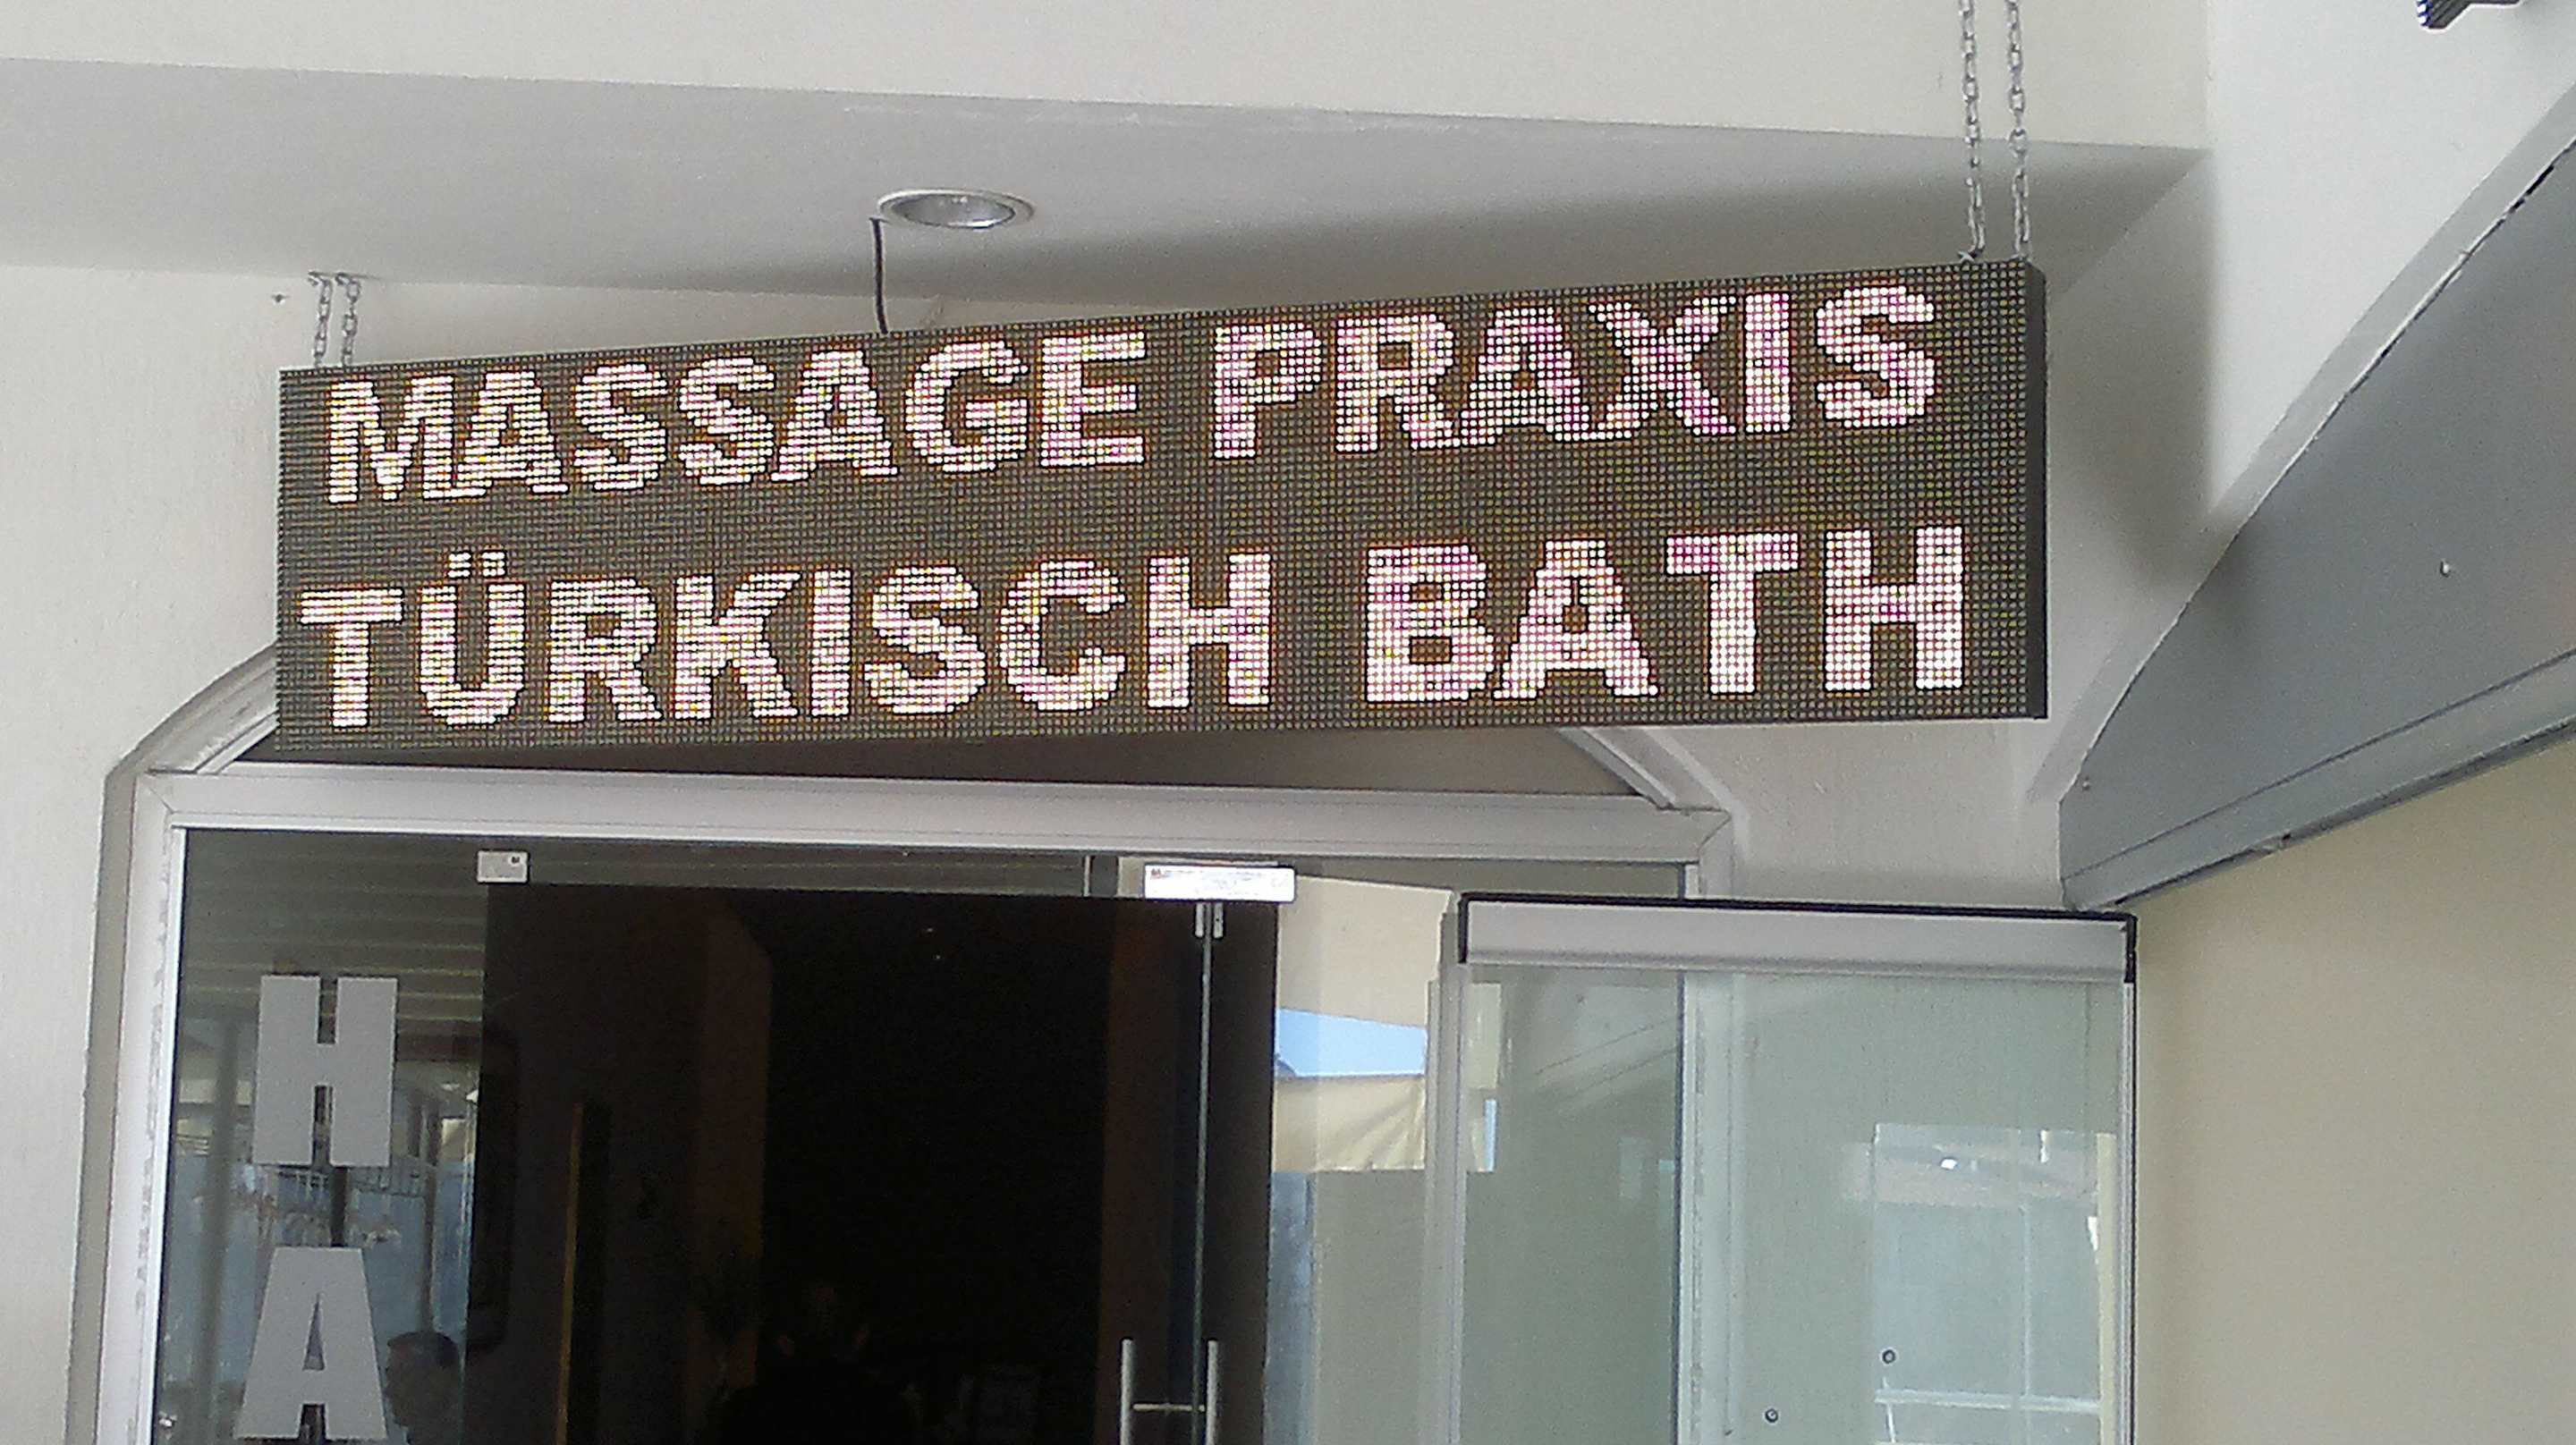 MASSAGE PRAXIS
TÜRKISCH BATH
H
A